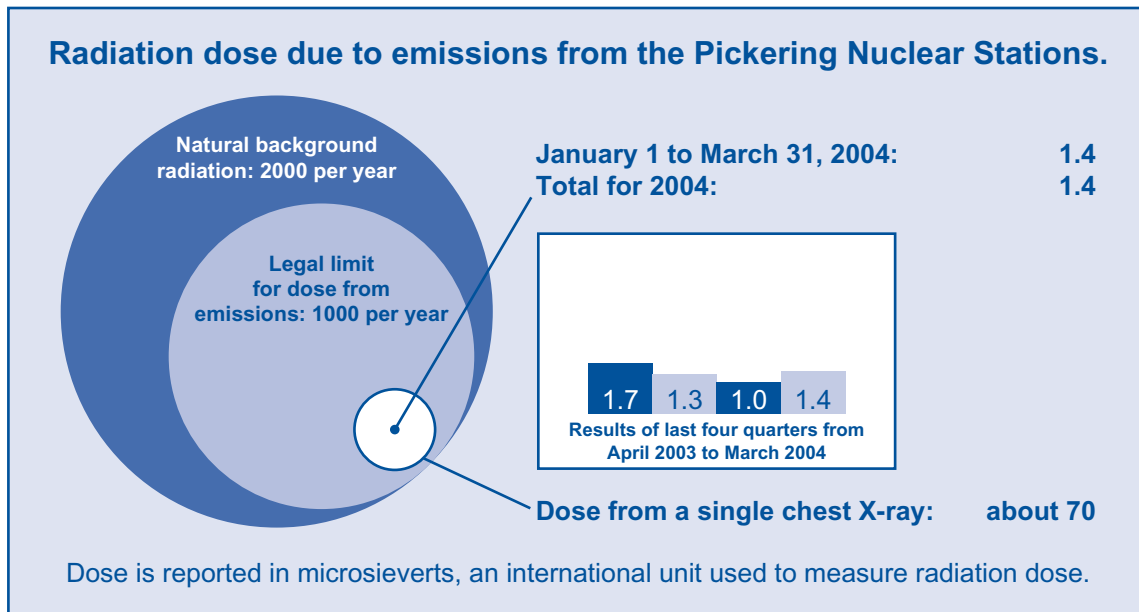 Radiation dose due to emissions from the Pickering Nuclear Stations.
Natural background
radiation: 2000 per year
Legal limit
for dose from
emissions: 1000 per year
January 1 to March 31, 2004: 1.4
Total for 2004: 1.4
1.7 1.3 1.0 1.4
Results of last four quarters from
April 2003 to March 2004
Dose from a single chest X-ray: about 70
Dose is reported in microsieverts, an international unit used to measure radiation dose.